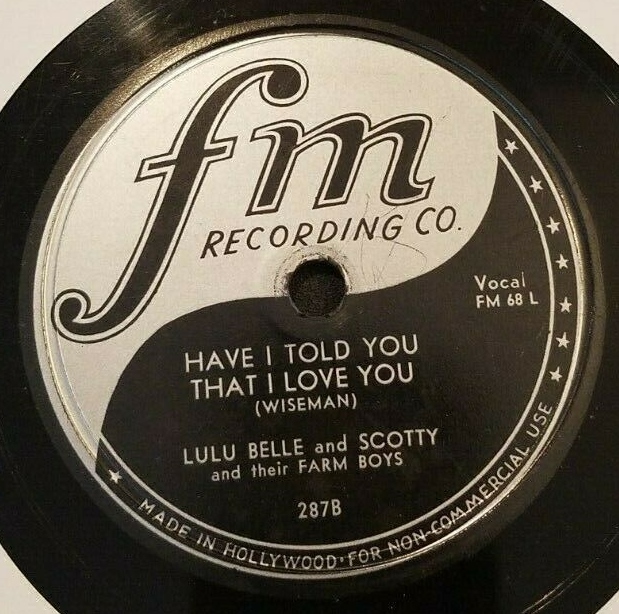 fm
RECORDING CO.
Vocal
FM 68 L
HAVE I TOLD YOU
THAT I LOVE YOU
(WISEMAN)
LULU BELLE and SCOTTY
and their FARM BOYS
287B
MADE IN HOLLYWOOD · FOR NON-COMMERCIAL USE